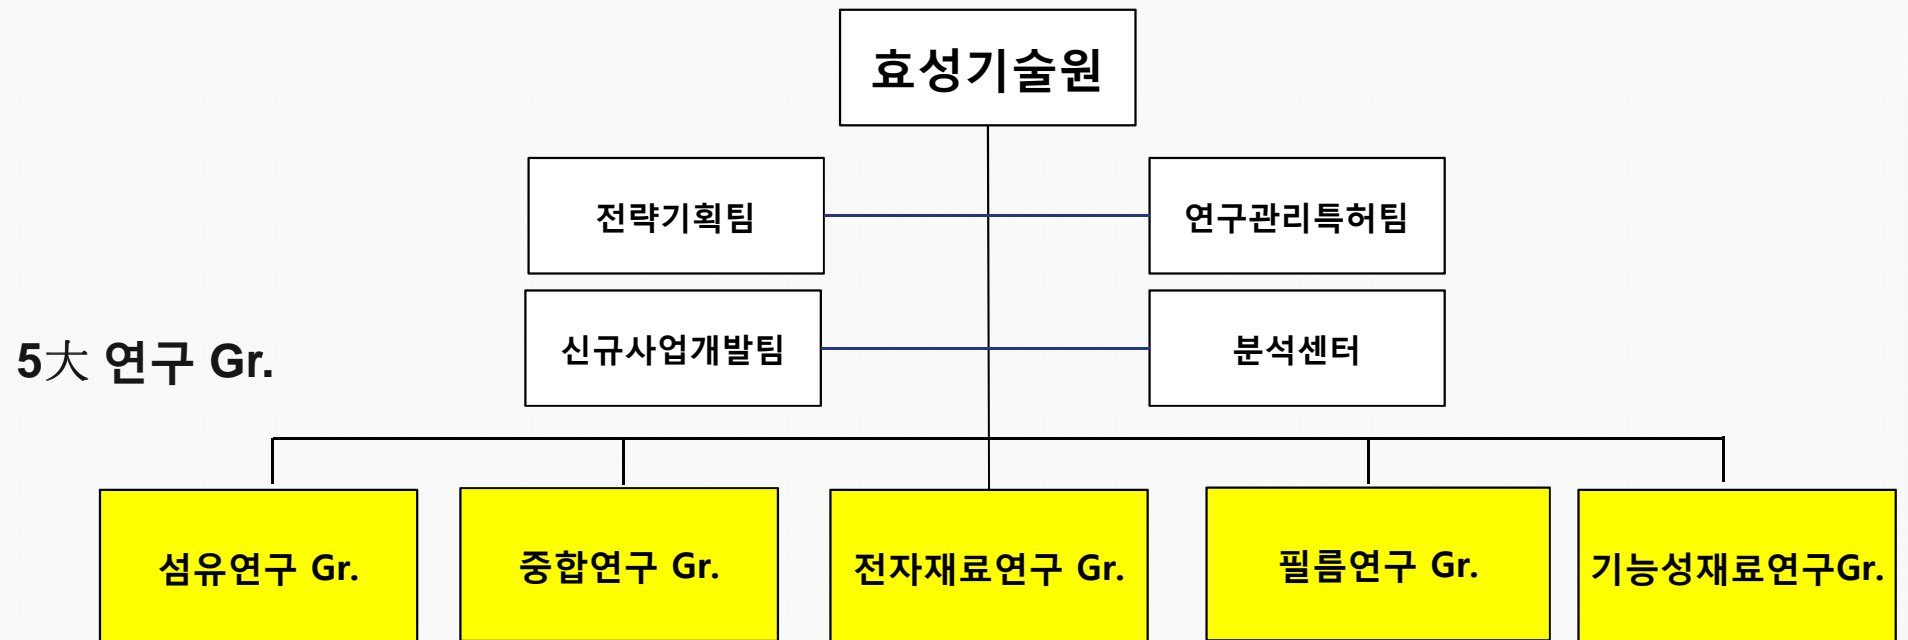 효성기술원
전략기획팀
연구관리특허팀
신규사업개발팀
분석센터
5大 연구 Gr.
섬유연구 Gr.
중합연구 Gr.
전자재료연구 Gr.
필름연구 Gr.
기능성재료연구Gr.